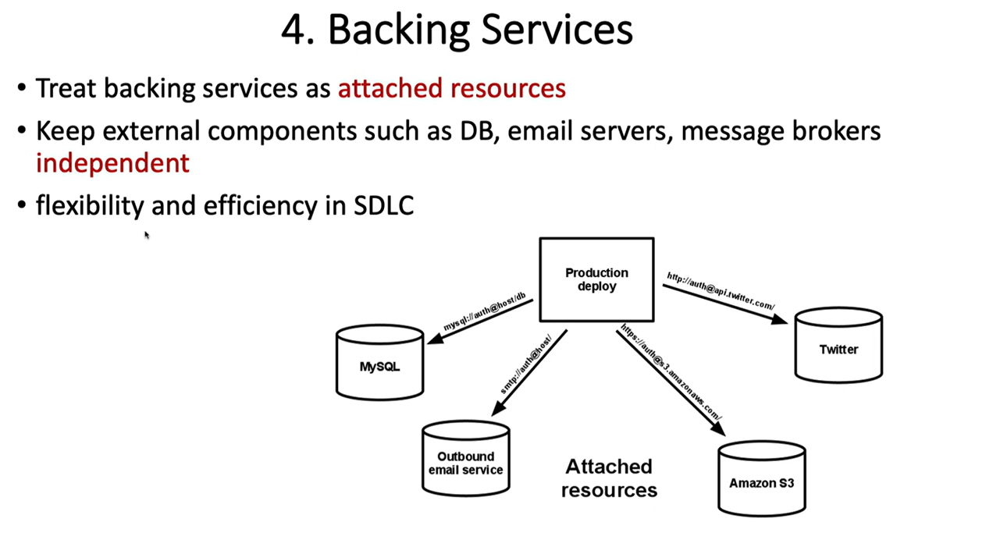 4. Backing Services
• Treat backing services as attached resources
• Keep external components such as DB, email servers, message brokers
independent
• flexibility and efficiency in SDLC
Production
deploy
mysql://auth@host/db
http://auth@api.twitter.com/
smtp://auth@host/
https://auth@s3.amazonaws.com/
MySQL
Twitter
Outbound
email service
Attached
resources
Amazon S3